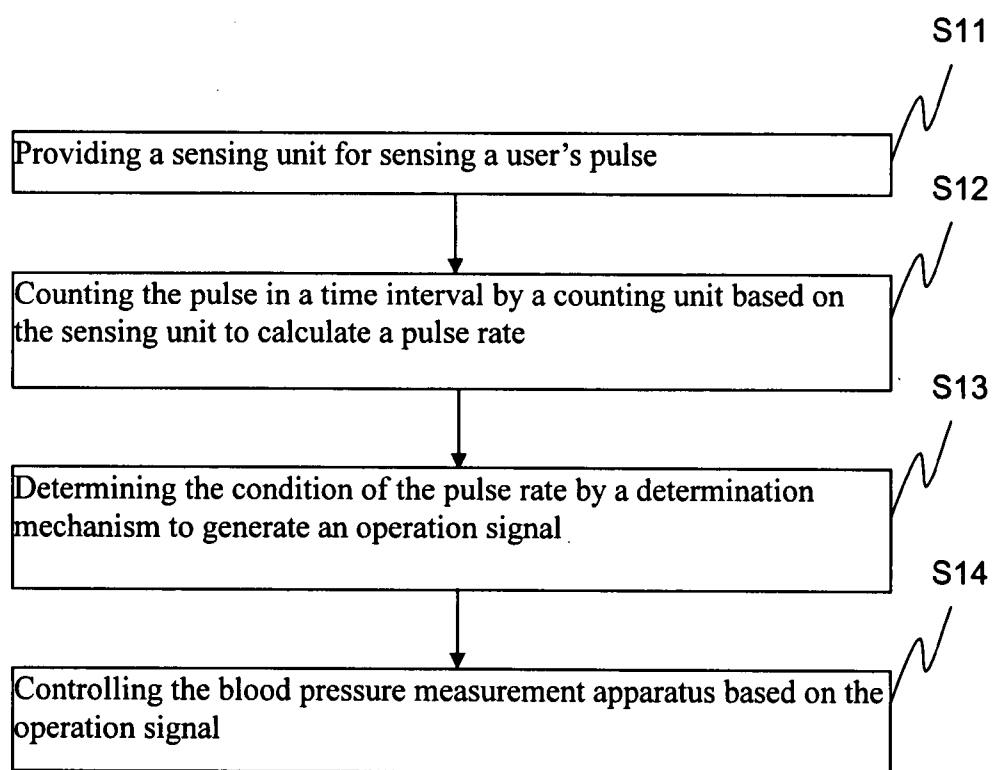 S11
Providing a sensing unit for sensing a user's pulse
S12
Counting the pulse in a time interval by a counting unit based on
the sensing unit to calculate a pulse rate
S13
Determining the condition of the pulse rate by a determination
mechanism to generate an operation signal
S14
Controlling the blood pressure measurement apparatus based on the
operation signal